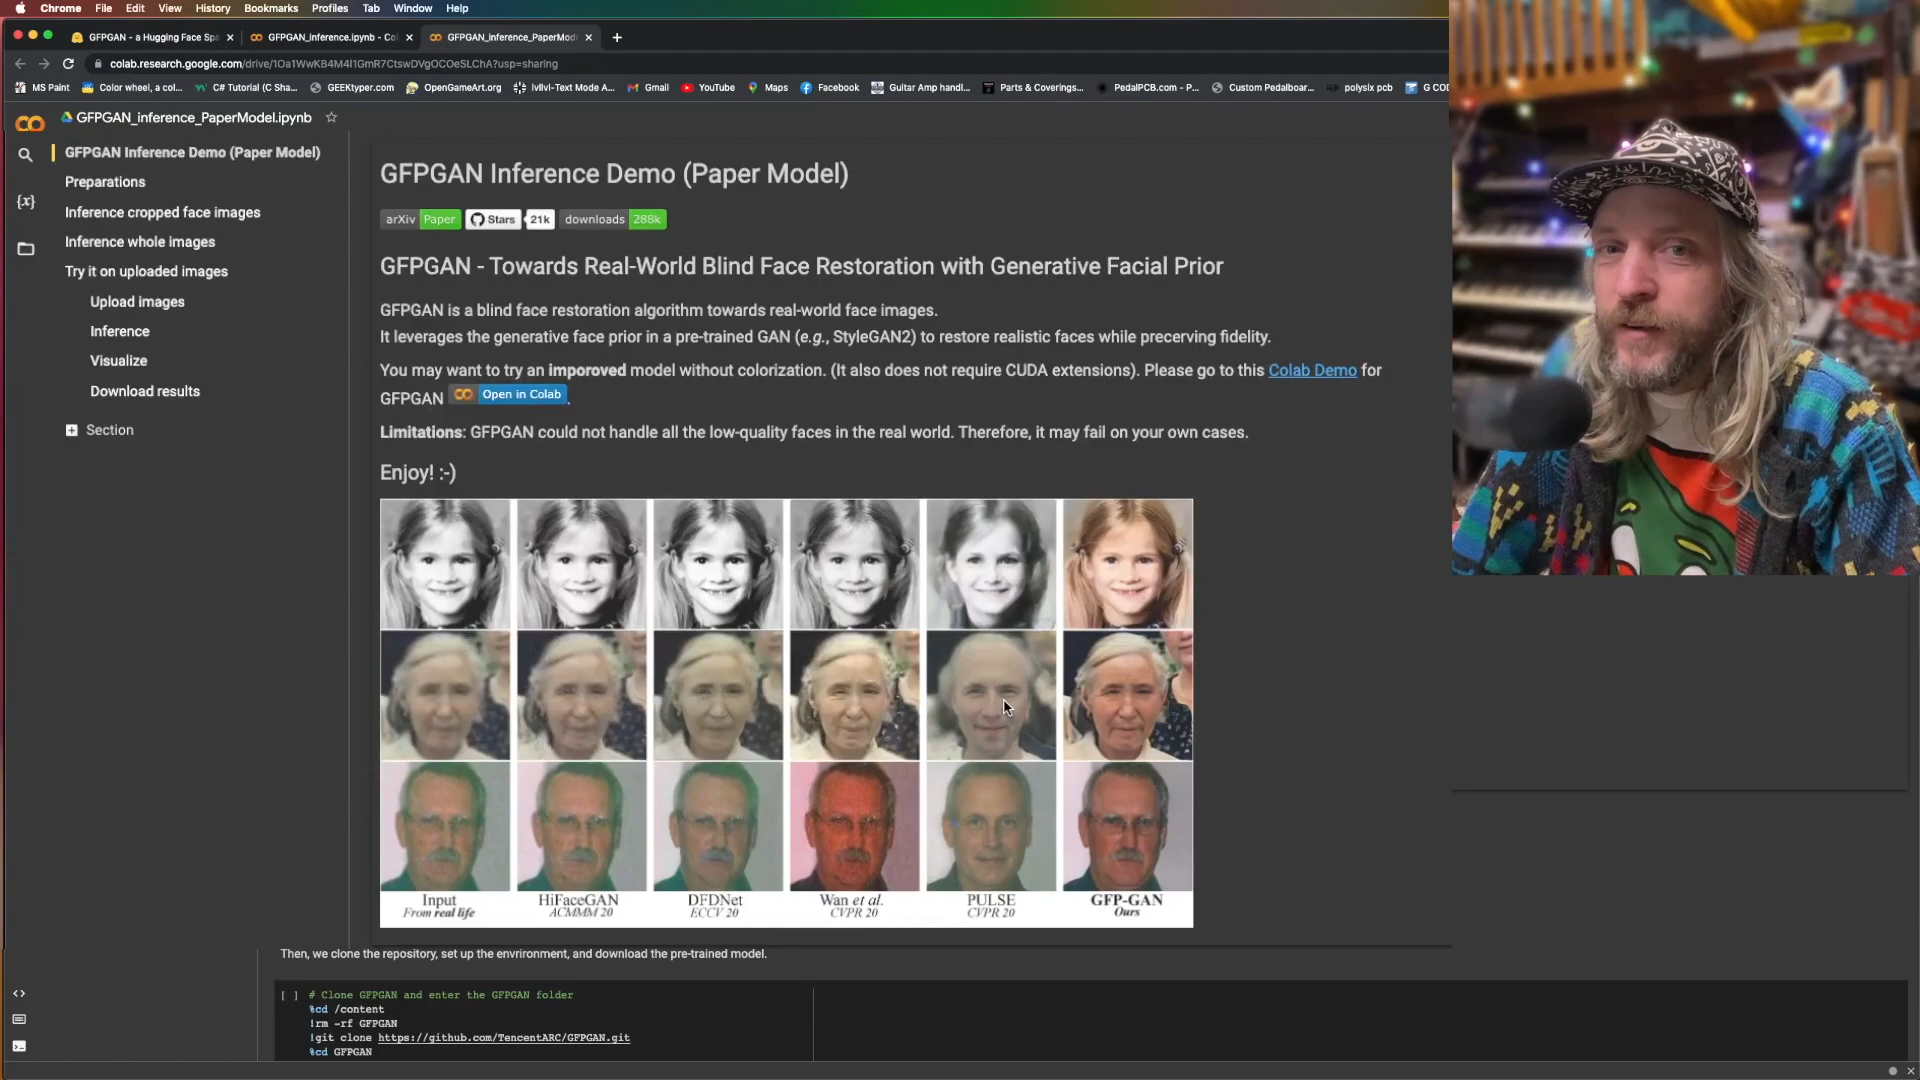 Chrome File Edit View History Bookmarks Profiles Tab Window Help
GFPGAN - a Hugging Face Spa
GFPGAN_inference.ipynb - Co
GFPGAN_inference_PaperMod
colab.research.google.com/drive/1Oa1WwKB4M4l1GmR7CtswDVgOCOeSLChA?usp=sharing
MS Paint Color wheel, a col... C# Tutorial (C Sha... GEEKtyper.com OpenGameArt.org lvllvl-Text Mode A... Gmail YouTube Maps Facebook Guitar Amp handl... Parts & Coverings... PedalPCB.com - P... Custom Pedalboar... polysix pcb G COD
GFPGAN_inference_PaperModel.ipynb
GFPGAN Inference Demo (Paper Model)
Preparations
Inference cropped face images
Inference whole images
Try it on uploaded images
Upload images
Inference
Visualize
Download results
Section
GFPGAN Inference Demo (Paper Model)
arXiv Paper Stars 21k downloads 288k
GFPGAN - Towards Real-World Blind Face Restoration with Generative Facial Prior
GFPGAN is a blind face restoration algorithm towards real-world face images.
It leverages the generative face prior in a pre-trained GAN (e.g., StyleGAN2) to restore realistic faces while precerving fidelity.
You may want to try an imporoved model without colorization. (It also does not require CUDA extensions). Please go to this Colab Demo for
GFPGAN Open in Colab .
Limitations: GFPGAN could not handle all the low-quality faces in the real world. Therefore, it may fail on your own cases.
Enjoy! :-)
Input HiFaceGAN DFDNet Wan et al. PULSE GFP-GAN
From real life ACMMM 20 ECCV 20 CVPR 20 CVPR 20 Ours
Then, we clone the repository, set up the envrironment, and download the pre-trained model.
[ ] # Clone GFPGAN and enter the GFPGAN folder
%cd /content
!rm -rf GFPGAN
!git clone https://github.com/TencentARC/GFPGAN.git
%cd GFPGAN